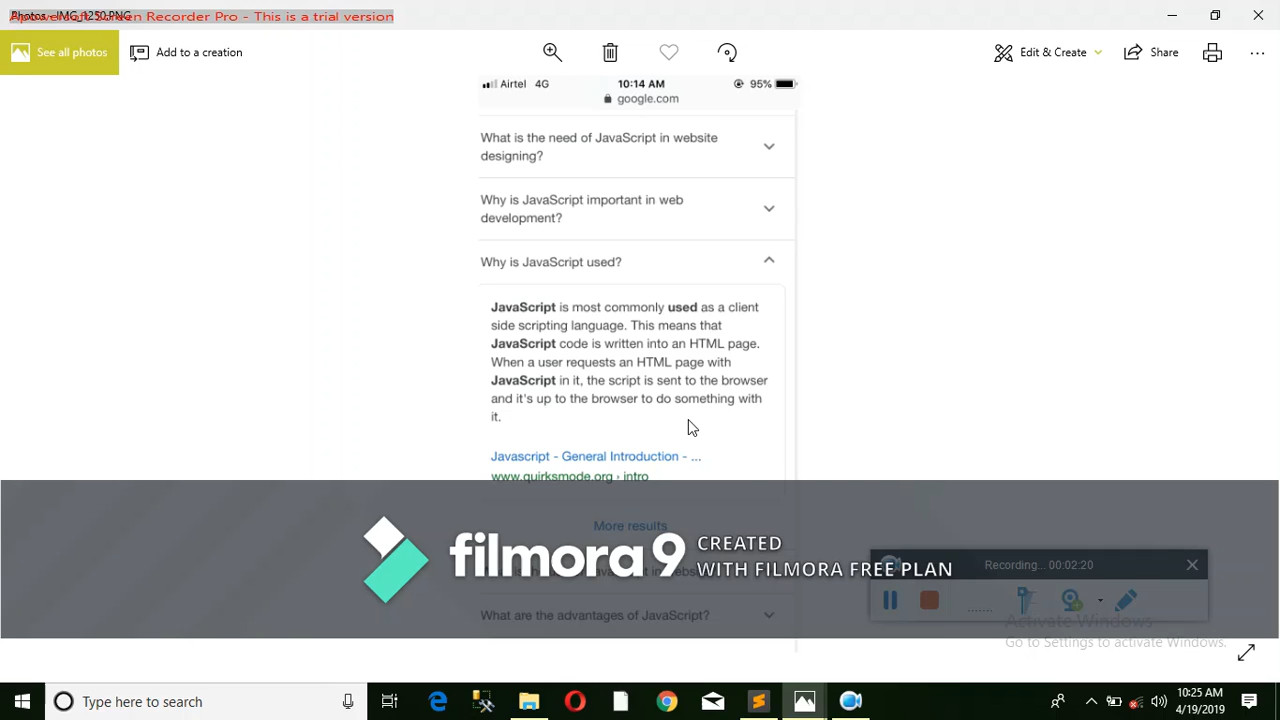 Photos - IMG_1250.PNG
Apowersoft Screen Recorder Pro - This is a trial version
See all photos
Add to a creation
Edit & Create
Share
Airtel 4G
10:14 AM
95%
google.com
What is the need of JavaScript in website
designing?
Why is JavaScript important in web
development?
Why is JavaScript used?
JavaScript is most commonly used as a client
side scripting language. This means that
JavaScript code is written into an HTML page.
When a user requests an HTML page with
JavaScript in it, the script is sent to the browser
and it's up to the browser to do something with
it.
Javascript - General Introduction - ...
www.quirksmode.org › intro
More results
filmora 9
CREATED
WITH FILMORA FREE PLAN
Recording... 00:02:20
What are the advantages of JavaScript?
Activate Windows
Go to Settings to activate Windows.
Type here to search
10:25 AM
4/19/2019